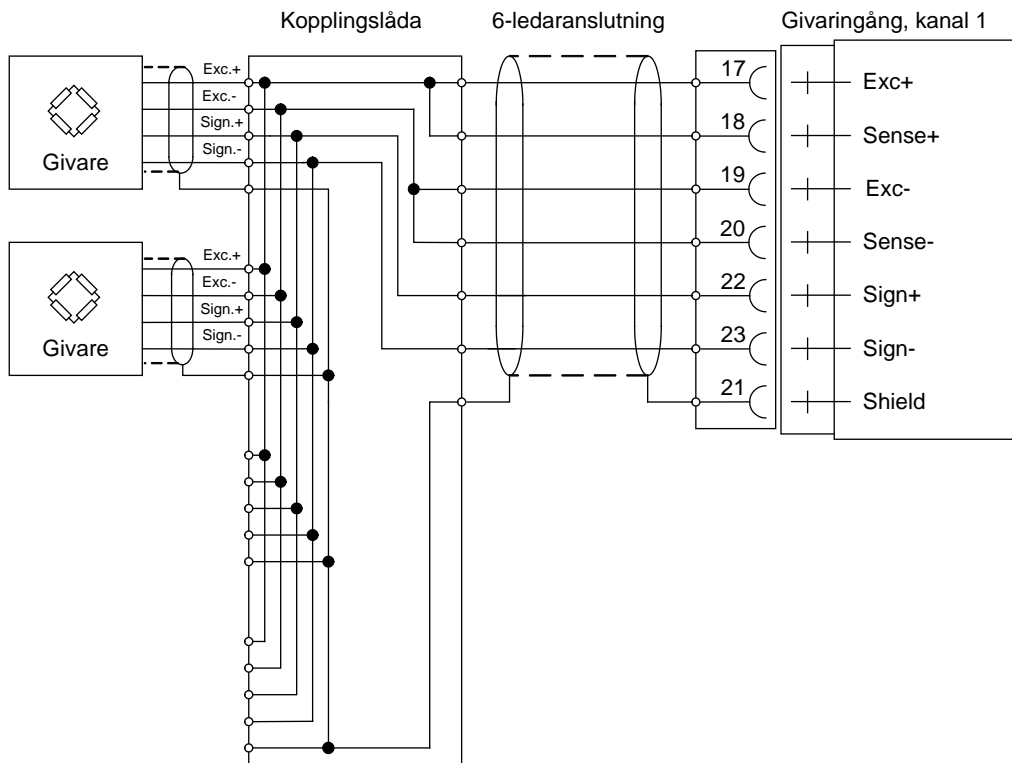 Kopplingslåda
6-ledaranslutning
Givaringång, kanal 1
Exc.+
Exc.-
Sign.+
Sign.-
Givare
Exc.+
Exc.-
Sign.+
Sign.-
Givare
17
Exc+
18
Sense+
19
Exc-
20
Sense-
22
Sign+
23
Sign-
21
Shield